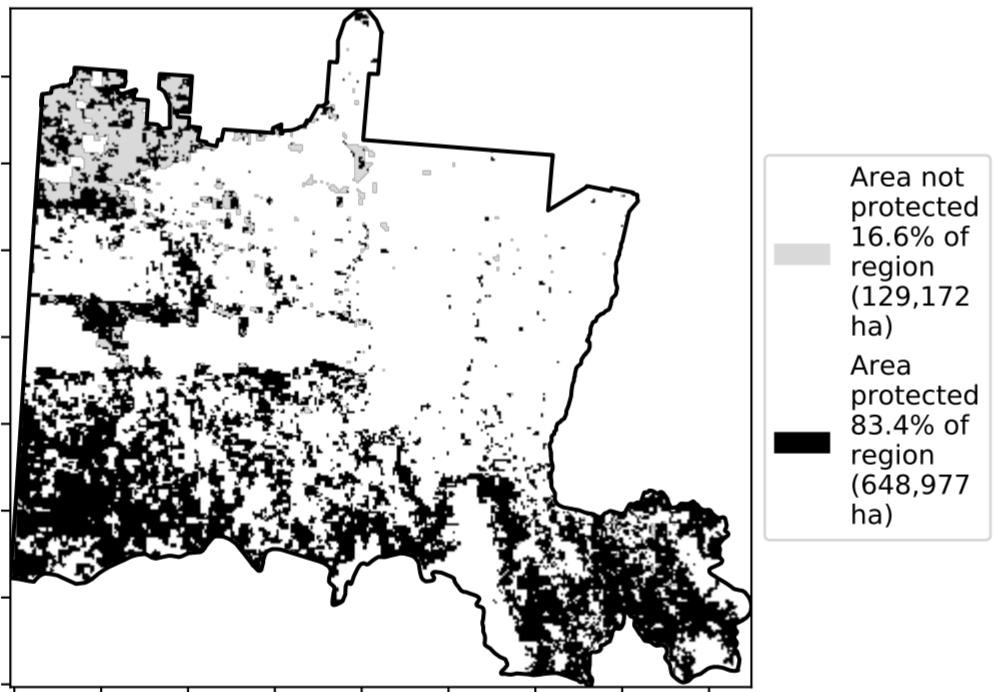 Area not
protected
16.6% of
region
(129,172
ha)
Area
protected
83.4% of
region
(648,977
ha)